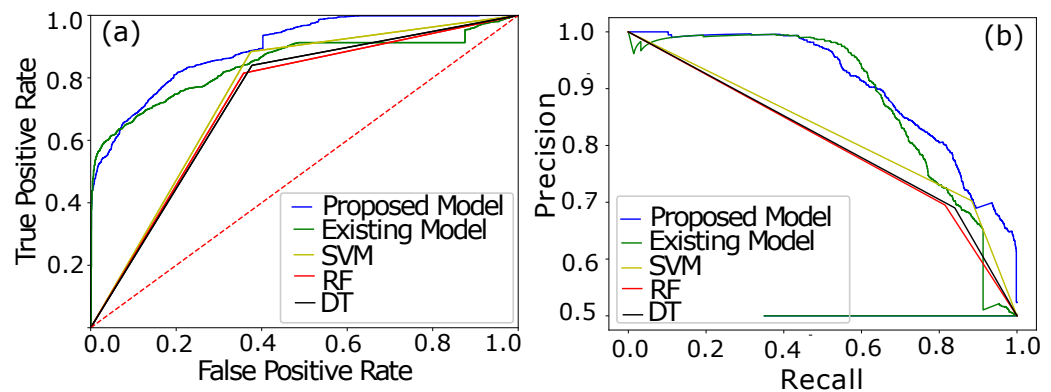 (a)
True Positive Rate
1.0
0.8
0.6
0.4
0.2
Proposed Model
Existing Model
SVM
RF
DT
0.0 0.2 0.4 0.6 0.8 1.0
False Positive Rate
(b)
Precision
1.0
0.9
0.8
0.7
0.6
0.5
Proposed Model
Existing Model
SVM
RF
DT
0.0 0.2 0.4 0.6 0.8 1.0
Recall